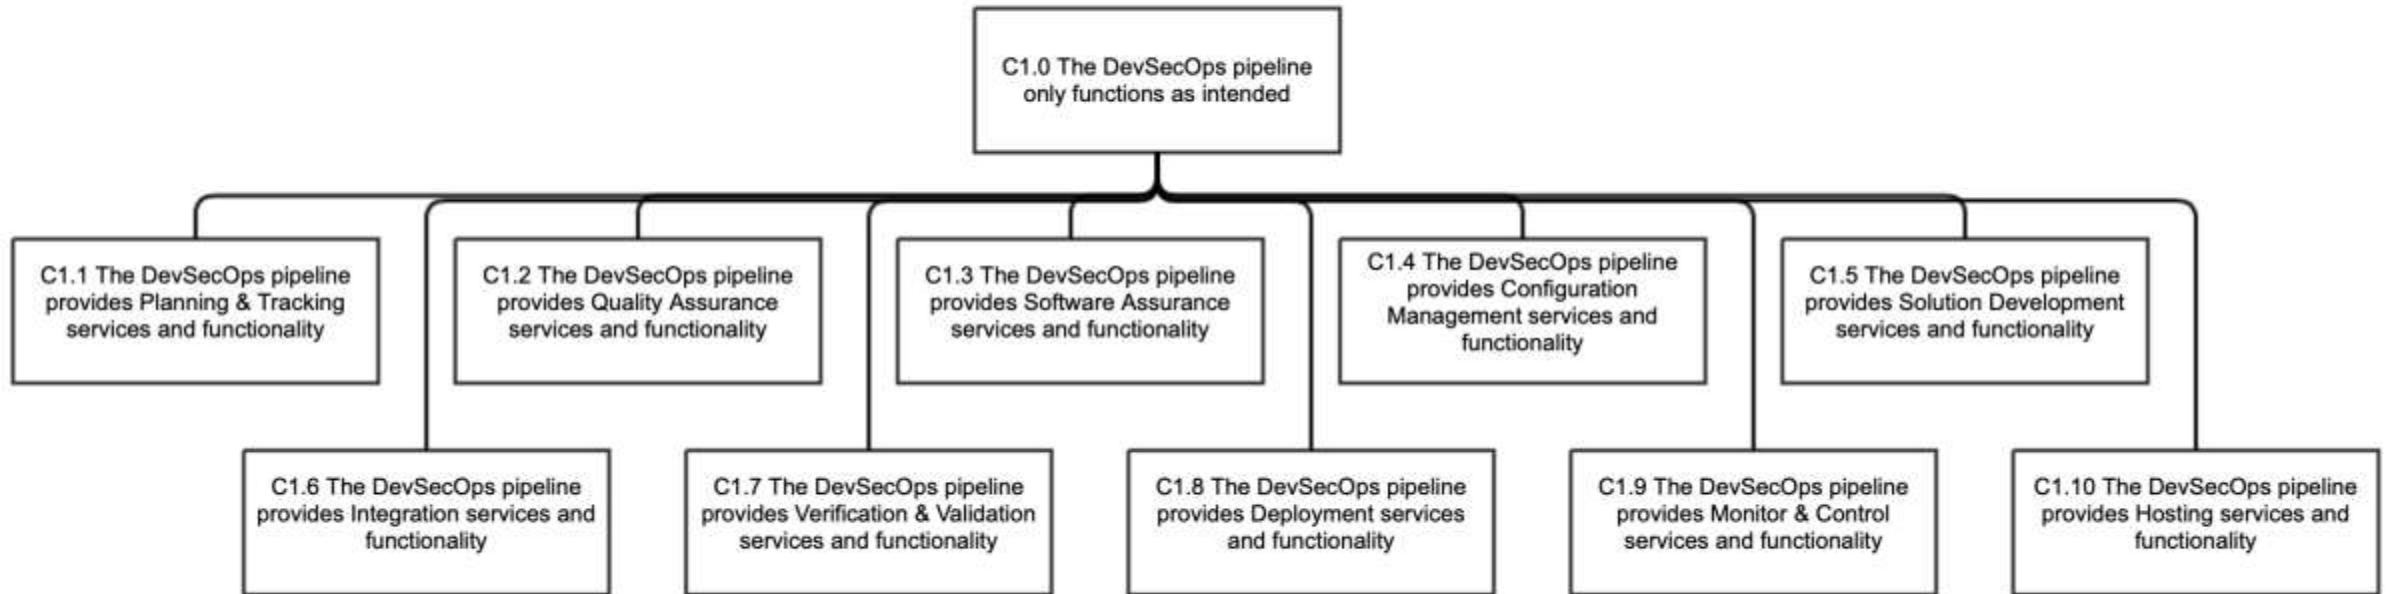 C1.0 The DevSecOps pipeline
only functions as intended
C1.1 The DevSecOps pipeline
provides Planning & Tracking
services and functionality
C1.2 The DevSecOps pipeline
provides Quality Assurance
services and functionality
C1.3 The DevSecOps pipeline
provides Software Assurance
services and functionality
C1.4 The DevSecOps pipeline
provides Configuration
Management services and
functionality
C1.5 The DevSecOps pipeline
provides Solution Development
services and functionality
C1.6 The DevSecOps pipeline
provides Integration services and
functionality
C1.7 The DevSecOps pipeline
provides Verification & Validation
services and functionality
C1.8 The DevSecOps pipeline
provides Deployment services
and functionality
C1.9 The DevSecOps pipeline
provides Monitor & Control
services and functionality
C1.10 The DevSecOps pipeline
provides Hosting services and
functionality